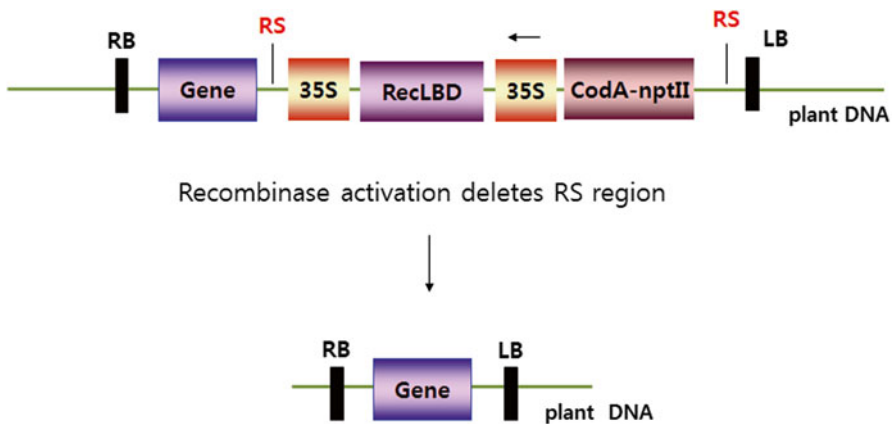 RB RS RS LB
Gene 35S RecLBD 35S CodA-nptII
plant DNA
Recombinase activation deletes RS region
RB LB
Gene
plant DNA